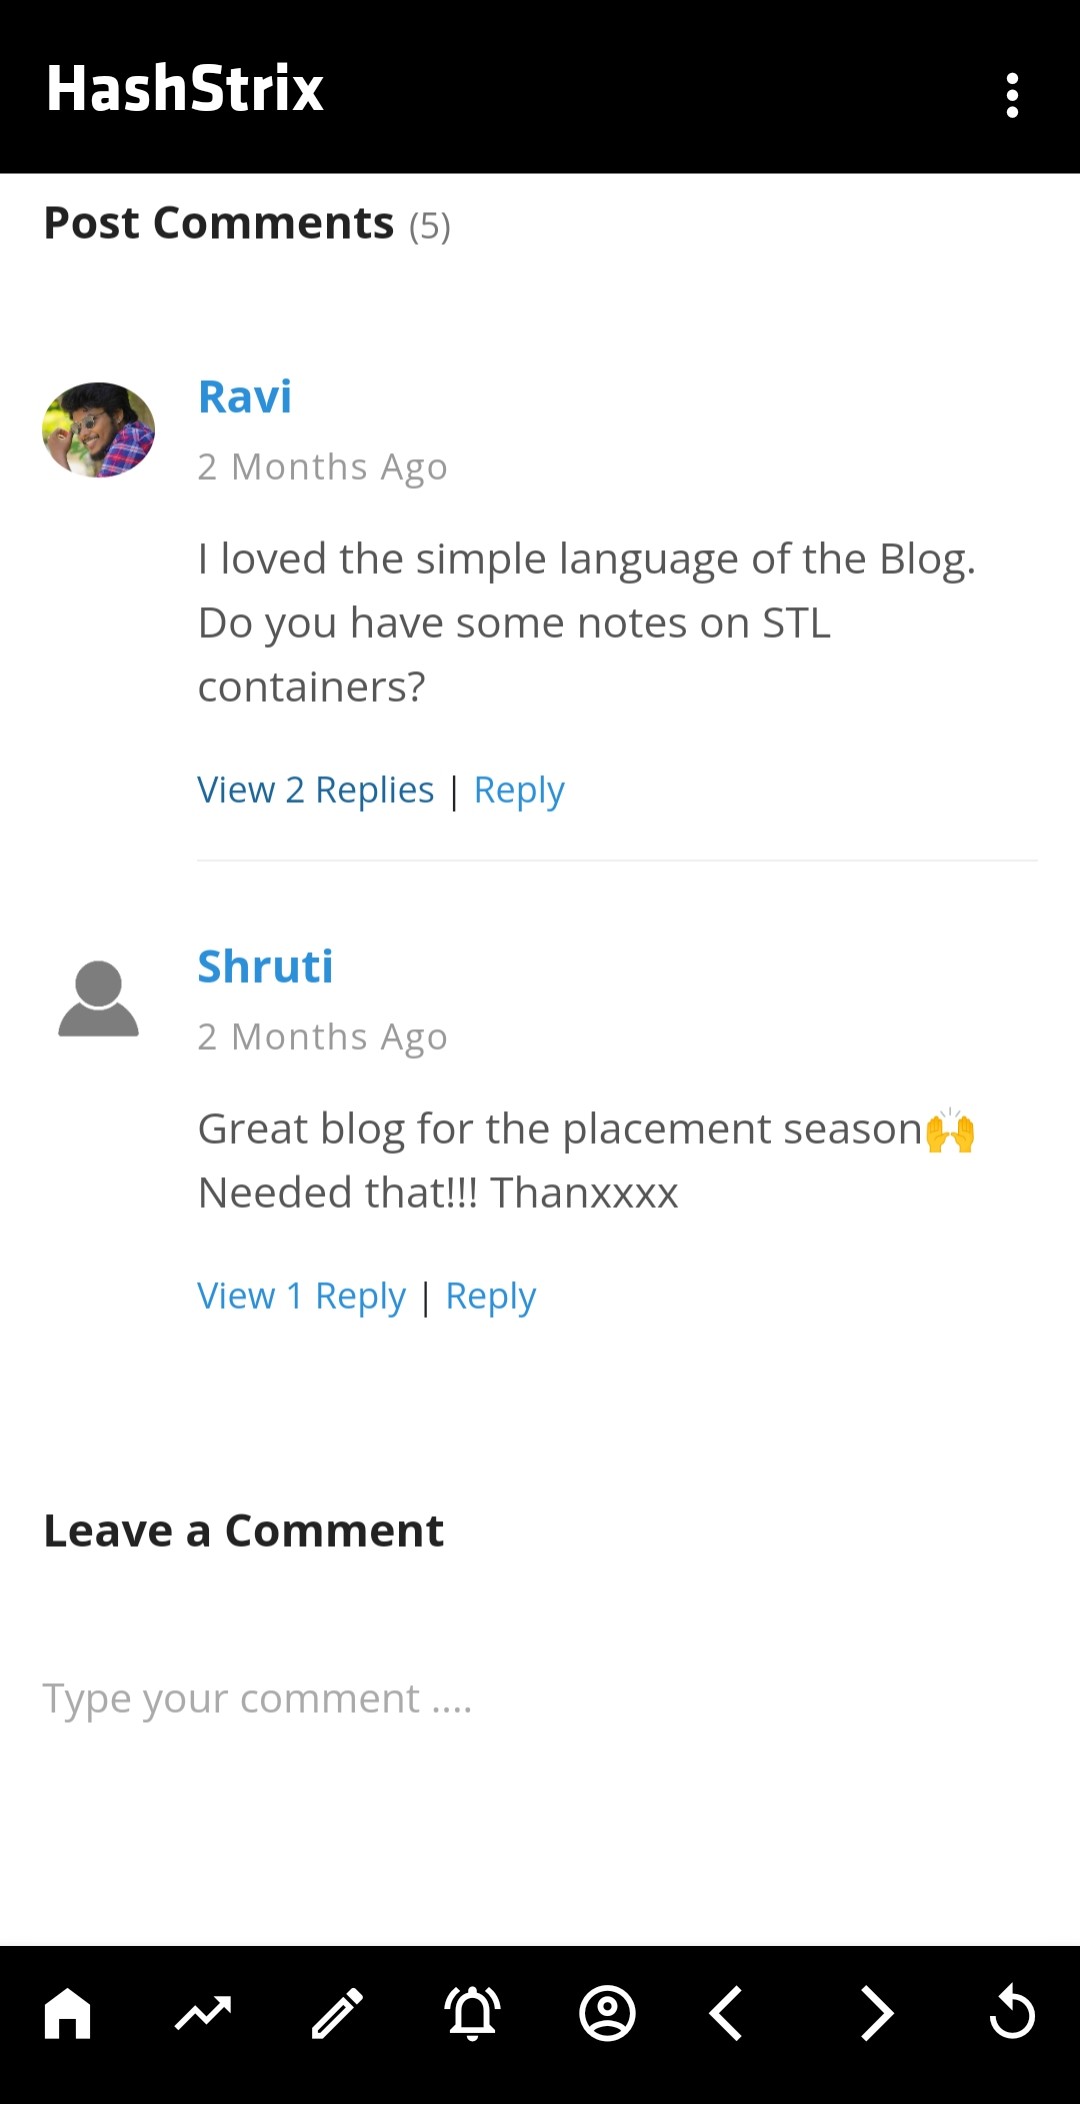 HashStrix
Post Comments (5)
Ravi
2 Months Ago
I loved the simple language of the Blog.
Do you have some notes on STL
containers?
View 2 Replies | Reply
Shruti
2 Months Ago
Great blog for the placement season🙌
Needed that!!! Thanxxxx
View 1 Reply | Reply
Leave a Comment
Type your comment ....